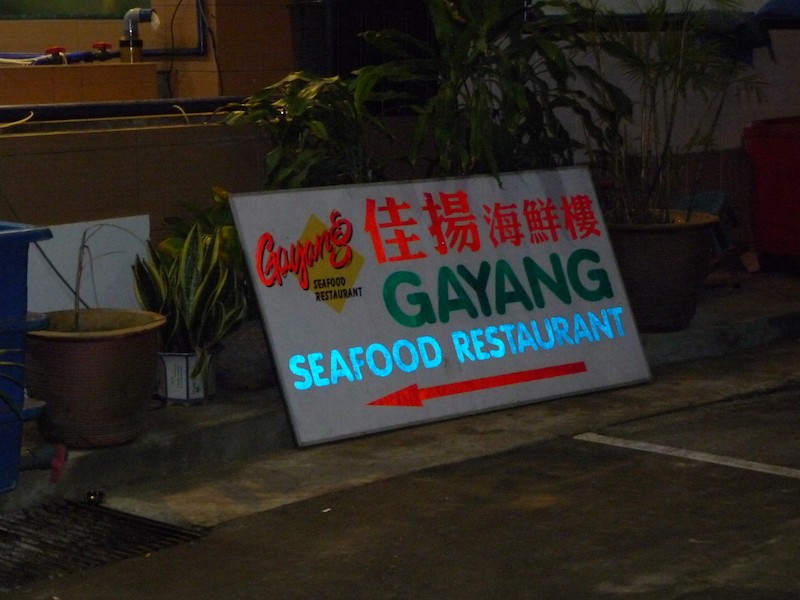 Gayang
SEAFOOD
RESTAURANT
佳揚海鮮樓
GAYANG
SEAFOOD RESTAURANT